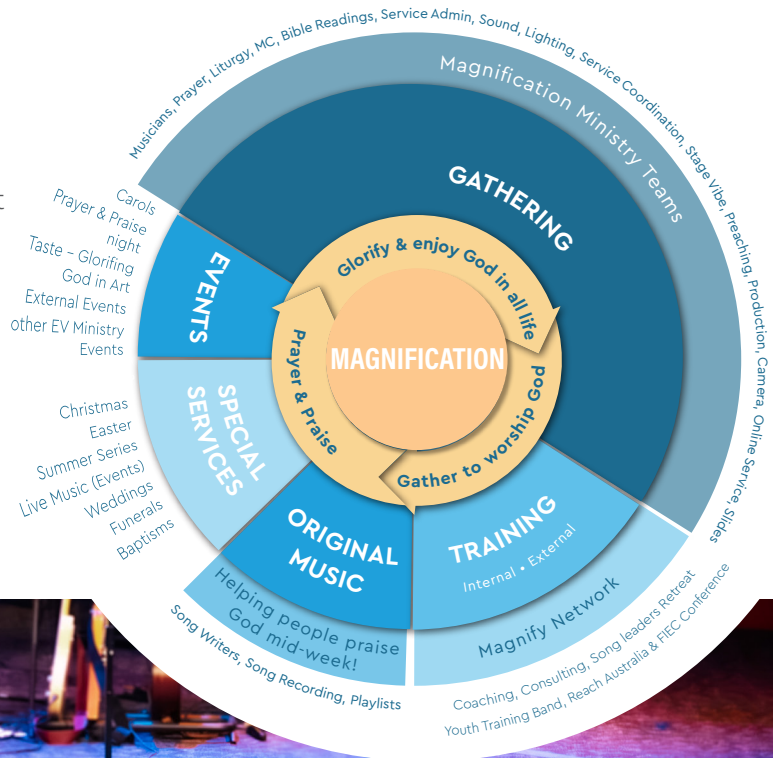 Musicians, Prayer, Liturgy, MC, Bible Readings, Service Admin, Sound, Lighting, Service Coordination, Stage Vibe, Preaching, Production, Camera, Online Service, Slides
Magnification Ministry Teams
GATHERING
Glorify & enjoy God in all life
Gather to worship God
Prayer & Praise
MAGNIFICATION
EVENTS
Carols
Prayer & Praise
night
Taste – Glorifing
God in Art
External Events
other EV Ministry
Events
SPECIAL
SERVICES
Christmas
Easter
Summer Series
Live Music (Events)
Weddings
Funerals
Baptisms
ORIGINAL
MUSIC
Helping people praise
God mid-week!
Song Writers, Song Recording, Playlists
TRAINING
Internal • External
Magnify Network
Coaching, Consulting, Song leaders Retreat
Youth Training Band, Reach Australia & FIEC Conference